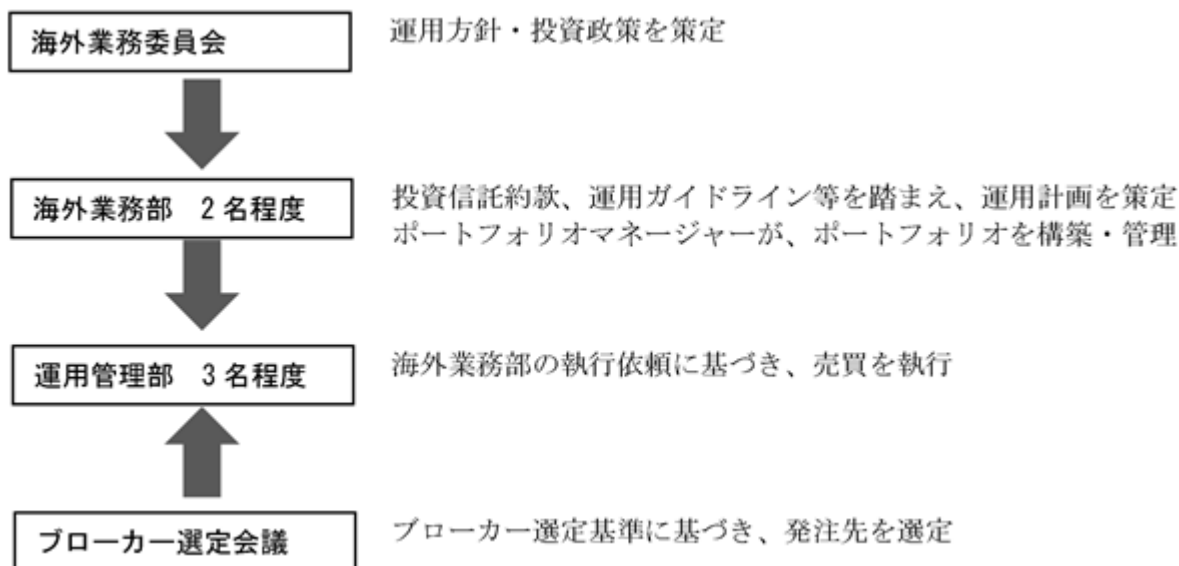 海外業務委員会
運用方針・投資政策を策定
海外業務部 2名程度
投資信託約款、運用ガイドライン等を踏まえ、運用計画を策定
ポートフォリオマネージャーが、ポートフォリオを構築・管理
運用管理部 3名程度
海外業務部の執行依頼に基づき、売買を執行
ブローカー選定会議
ブローカー選定基準に基づき、発注先を選定